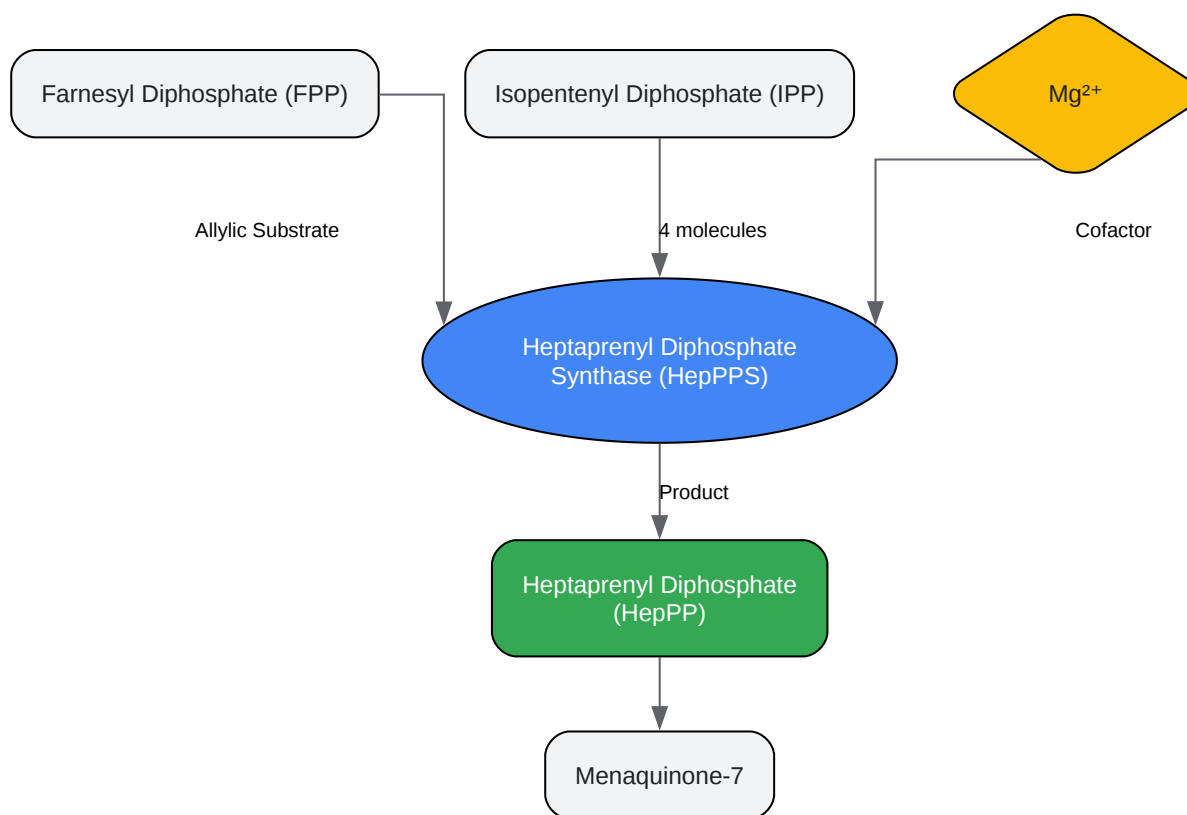 Farnesyl Diphosphate (FPP)
Isopentenyl Diphosphate (IPP)
Mg²⁺
Allylic Substrate
4 molecules
Cofactor
Heptaprenyl Diphosphate
Synthase (HepPPS)
Product
Heptaprenyl Diphosphate
(HepPP)
Menaquinone-7